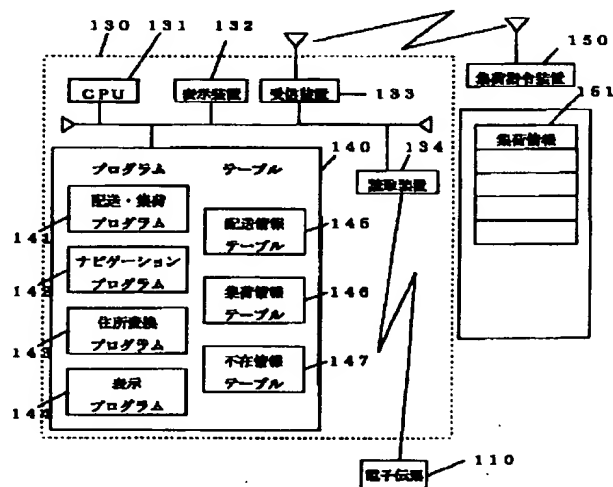 130
131
132
150
CPU
表示装置
受信装置
133
集荷指令装置
151
140
134
集荷情報
プログラム
テーブル
読取装置
配送・集荷
プログラム
141
配送情報
テーブル
145
ナビゲーション
プログラム
142
集荷情報
テーブル
146
住所変換
プログラム
143
不在情報
テーブル
147
表示
プログラム
144
電子伝票
110